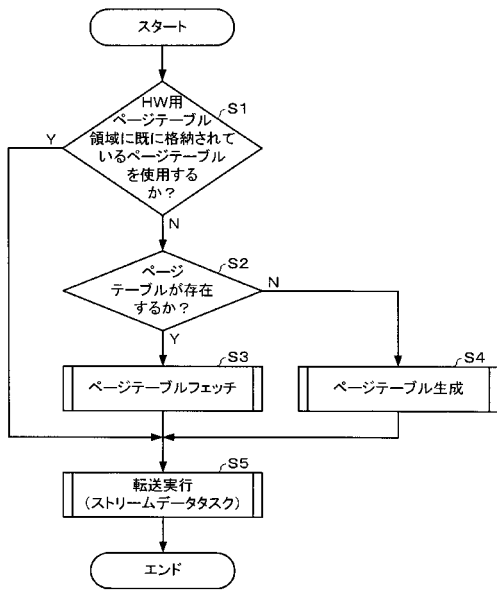 スタート
S1
HW用
ページテーブル
領域に既に格納されて
いるページテーブル
を使用する
か？
Y
N
S2
ページ
テーブルが存在
するか？
N
Y
S3
ページテーブルフェッチ
S4
ページテーブル生成
S5
転送実行
(ストリームデータタスク)
エンド